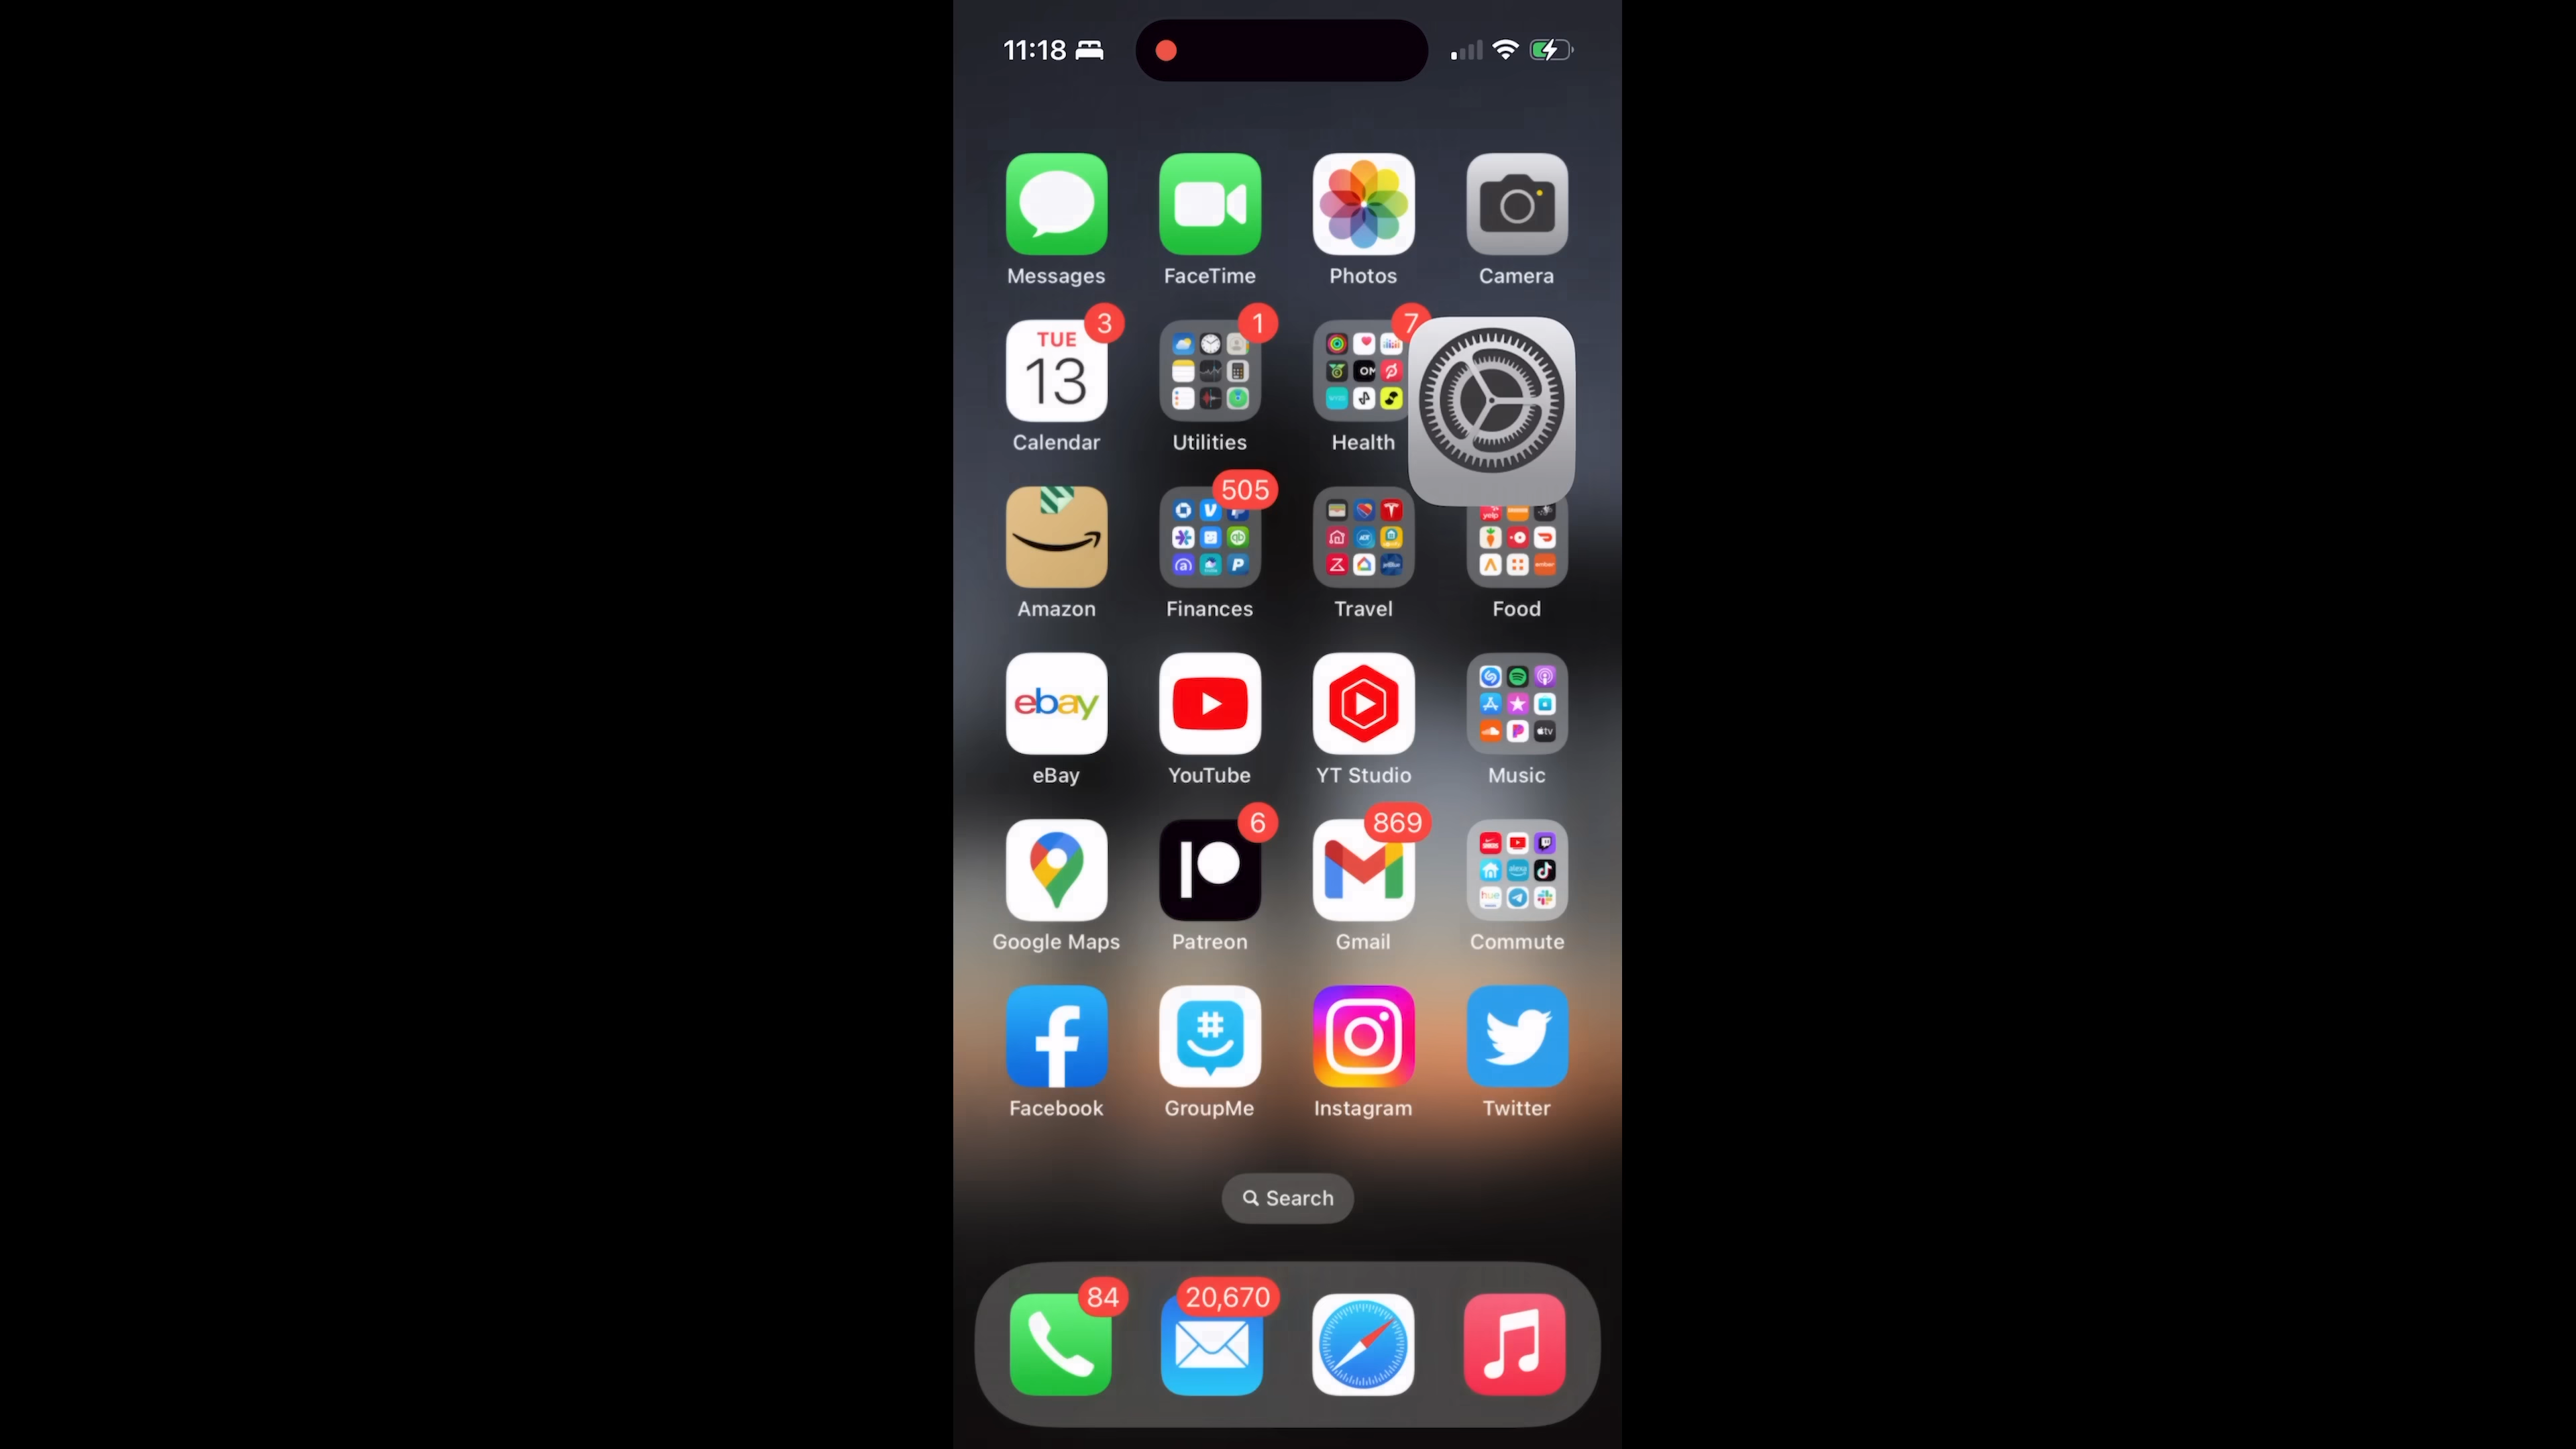 11:18
Messages
FaceTime
Photos
Camera
3
1
7
TUE
13
Calendar
Utilities
Health
505
Amazon
Finances
Travel
Food
ebay
eBay
YouTube
YT Studio
Music
6
869
Google Maps
Patreon
Gmail
Commute
Facebook
GroupMe
Instagram
Twitter
Search
84
20,670